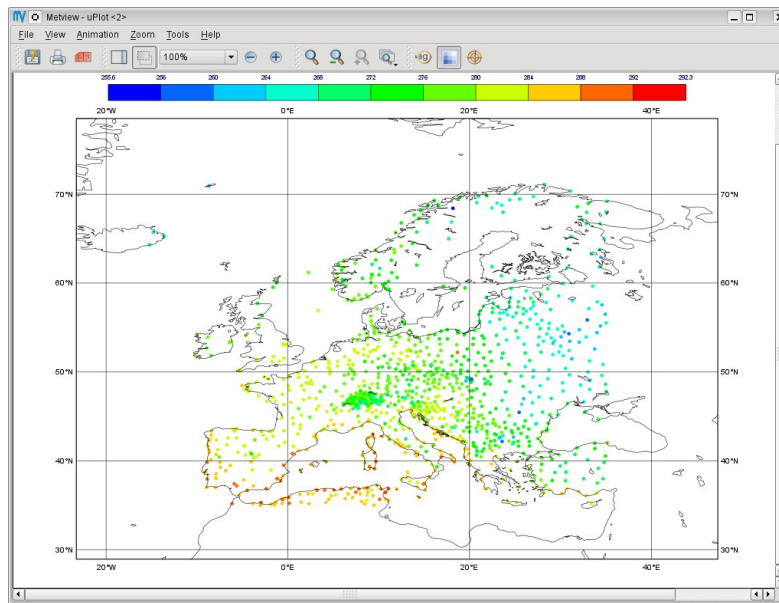 Metview - uPlot <2>
File View Animation Zoom Tools Help
100%
255.6 256 260 264 268 272 276 280 284 288 292 292.3
20°W 0°E 20°E 40°E
70°N 70°N
60°N 60°N
50°N 50°N
40°N 40°N
30°N 30°N
20°W 0°E 20°E 40°E